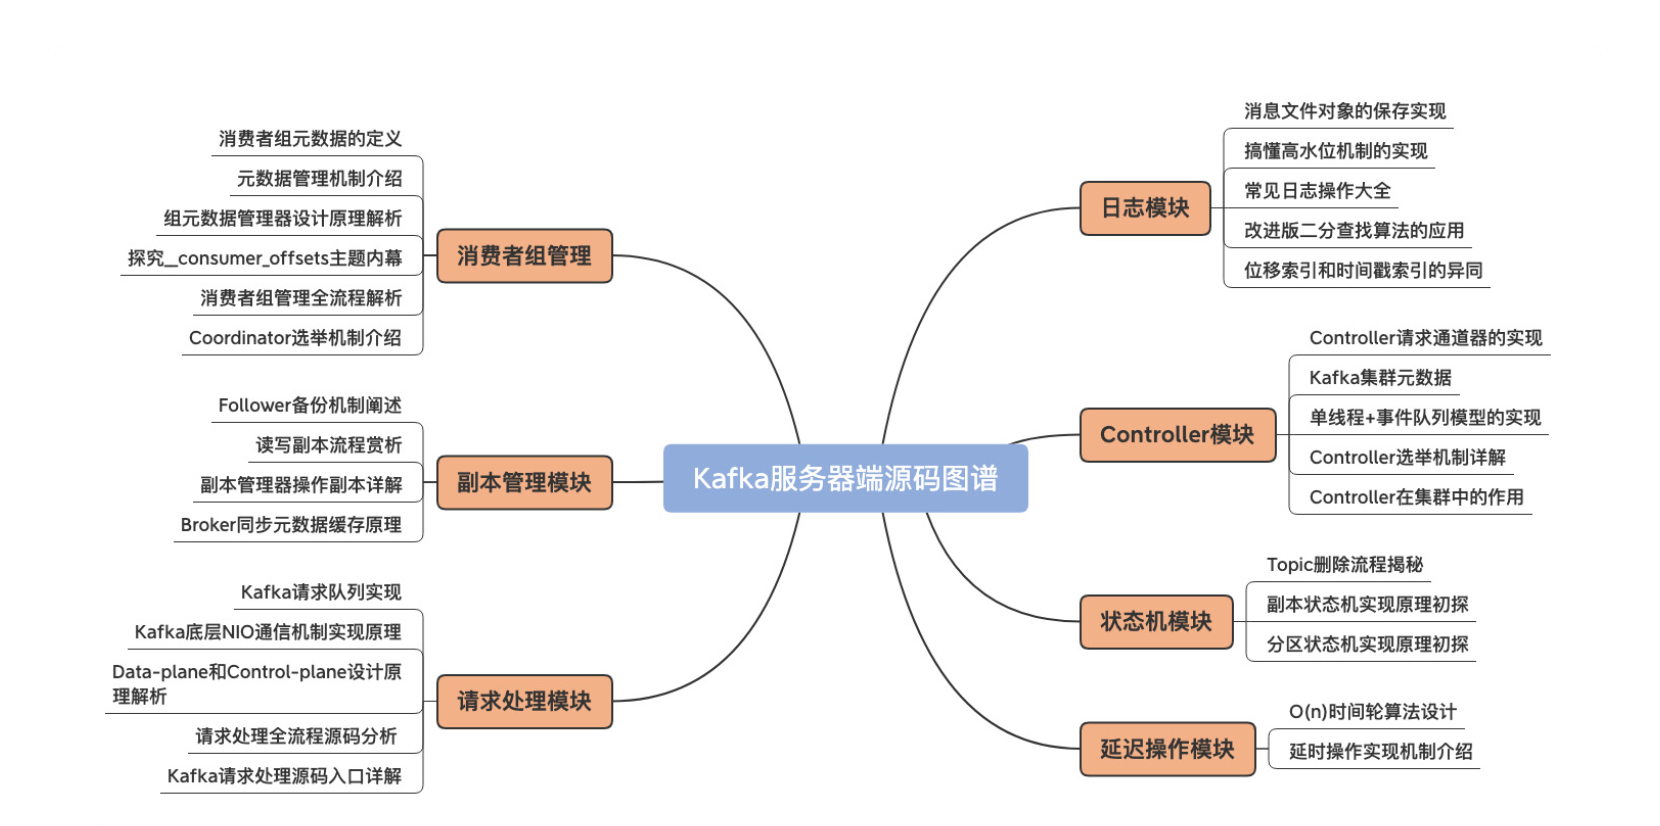 Kafka服务器端源码图谱
消费者组管理
消费者组元数据的定义
元数据管理机制介绍
组元数据管理器设计原理解析
探究__consumer_offsets主题内幕
消费者组管理全流程解析
Coordinator选举机制介绍
副本管理模块
Follower备份机制阐述
读写副本流程赏析
副本管理器操作副本详解
Broker同步元数据缓存原理
请求处理模块
Kafka请求队列实现
Kafka底层NIO通信机制实现原理
Data-plane和Control-plane设计原
理解析
请求处理全流程源码分析
Kafka请求处理源码入口详解
日志模块
消息文件对象的保存实现
搞懂高水位机制的实现
常见日志操作大全
改进版二分查找算法的应用
位移索引和时间戳索引的异同
Controller模块
Controller请求通道器的实现
Kafka集群元数据
单线程+事件队列模型的实现
Controller选举机制详解
Controller在集群中的作用
状态机模块
Topic删除流程揭秘
副本状态机实现原理初探
分区状态机实现原理初探
延迟操作模块
O(n)时间轮算法设计
延时操作实现机制介绍